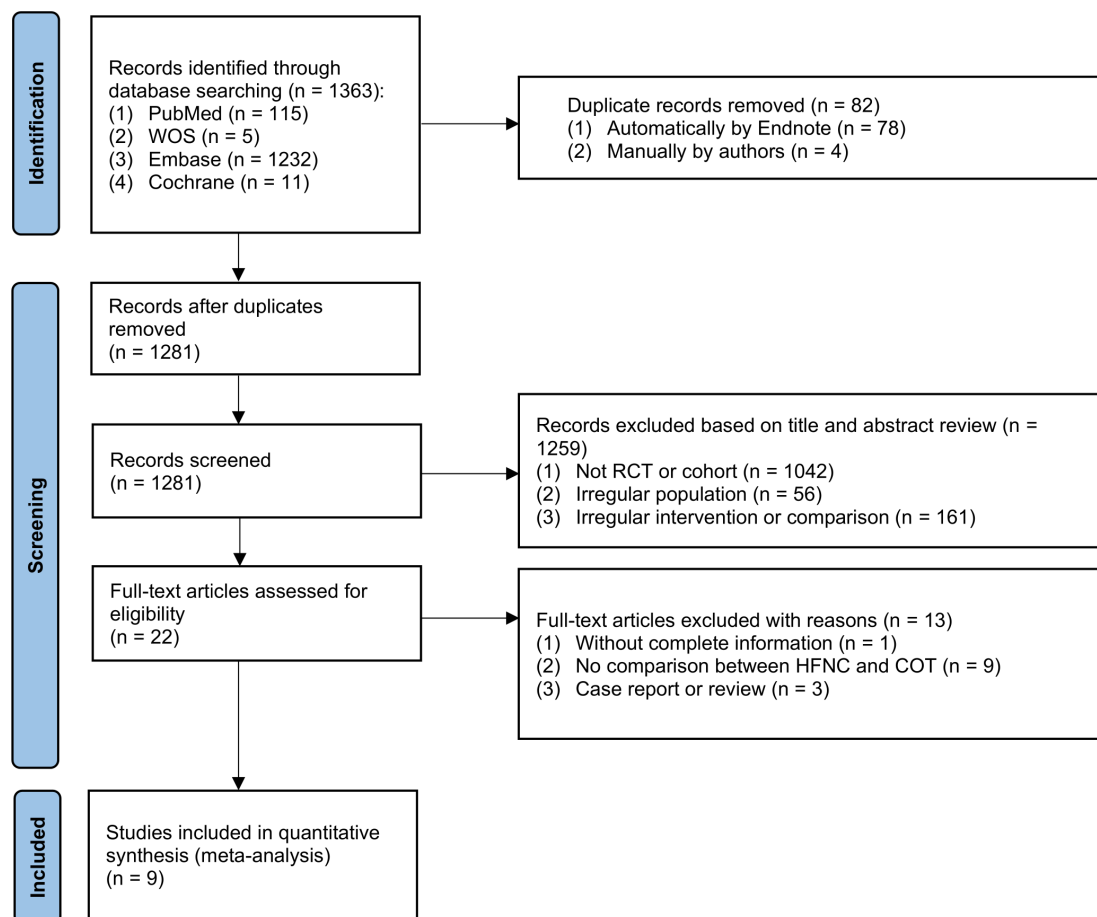 Identification
Records identified through
database searching (n = 1363):
(1) PubMed (n = 115)
(2) WOS (n = 5)
(3) Embase (n = 1232)
(4) Cochrane (n = 11)
Duplicate records removed (n = 82)
(1) Automatically by Endnote (n = 78)
(2) Manually by authors (n = 4)
Screening
Records after duplicates
removed
(n = 1281)
Records screened
(n = 1281)
Records excluded based on title and abstract review (n =
1259)
(1) Not RCT or cohort (n = 1042)
(2) Irregular population (n = 56)
(3) Irregular intervention or comparison (n = 161)
Full-text articles assessed for
eligibility
(n = 22)
Full-text articles excluded with reasons (n = 13)
(1) Without complete information (n = 1)
(2) No comparison between HFNC and COT (n = 9)
(3) Case report or review (n = 3)
Included
Studies included in quantitative
synthesis (meta-analysis)
(n = 9)